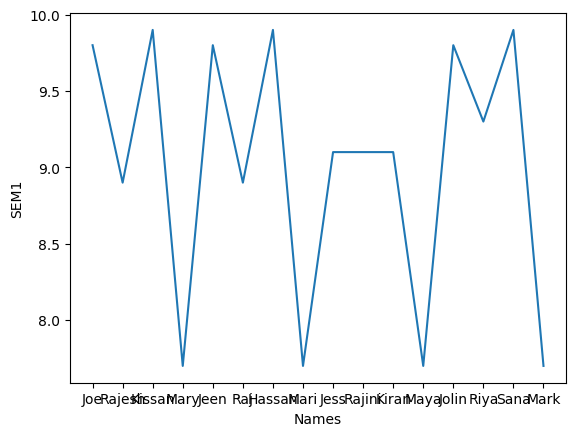 10.0
9.5
9.0
8.5
8.0
SEM1
Joe Rajesh Kissan Mary Jeen Raj Hassan Mari Jess Rajini Kiran Maya Jolin Riya Sana Mark
Names